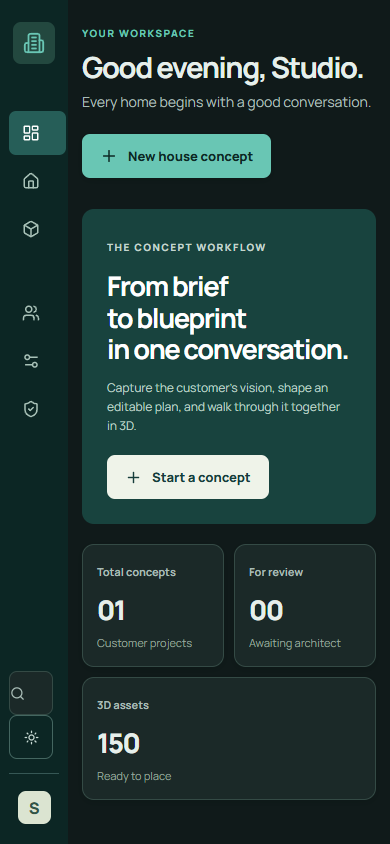 YOUR WORKSPACE
Good evening, Studio.
Every home begins with a good conversation.
New house concept
THE CONCEPT WORKFLOW
From brief
to blueprint
in one conversation.
Capture the customer's vision, shape an
editable plan, and walk through it together
in 3D.
Start a concept
Total concepts
01
Customer projects
For review
00
Awaiting architect
3D assets
150
Ready to place
S